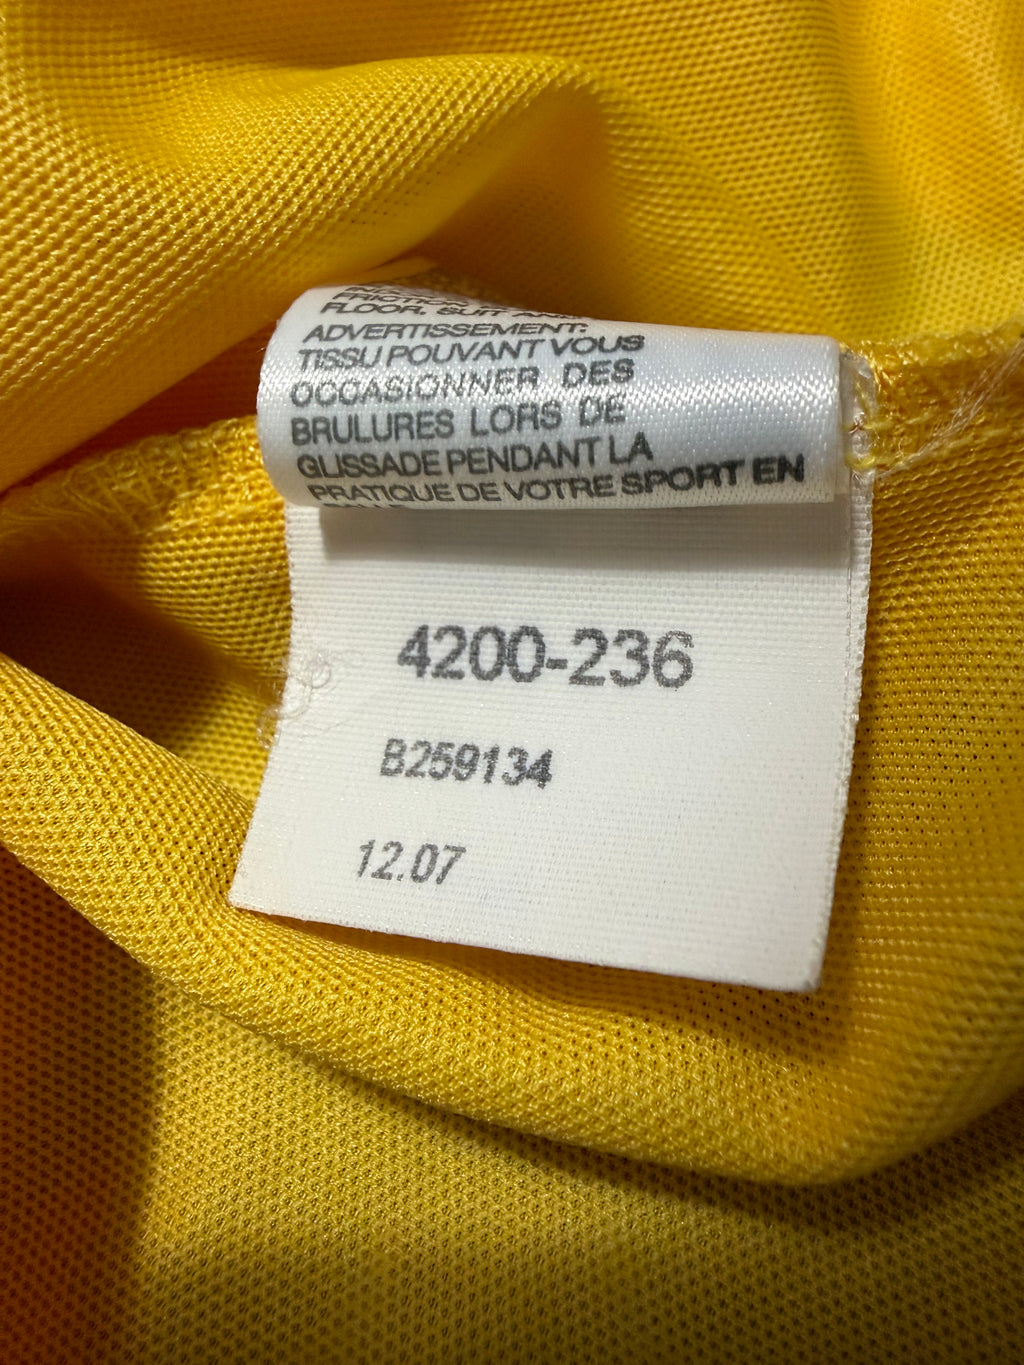 FRICTION
FLOOR, SUIT AND
ADVERTISSEMENT:
TISSU POUVANT VOUS
OCCASIONNER DES
BRULURES LORS DE
GLISSADE PENDANT LA
PRATIQUE DE VOTRE SPORT EN
4200-236
B259134
12.07